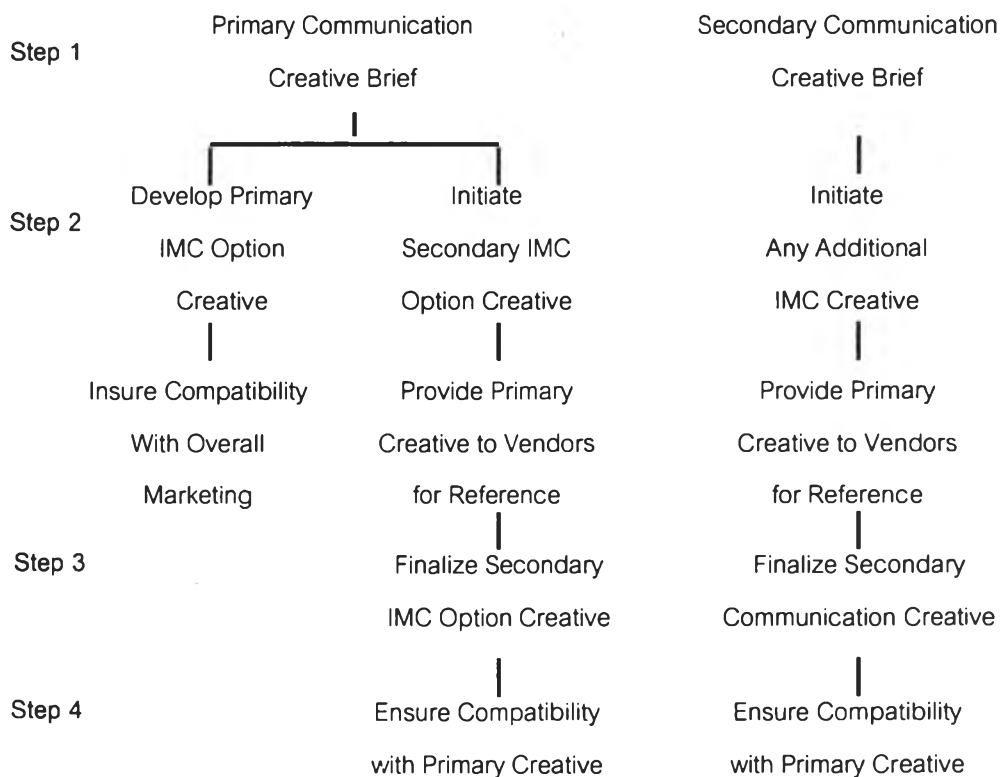 Primary Communication Secondary Communication
Step 1
Creative Brief Creative Brief
Develop Primary Initiate Initiate
Step 2
IMC Option Secondary IMC Any Additional
Creative Option Creative IMC Creative
Insure Compatibility Provide Primary Provide Primary
With Overall Creative to Vendors Creative to Vendors
Marketing for Reference for Reference
Step 3 Finalize Secondary Finalize Secondary
IMC Option Creative Communication Creative
Step 4 Ensure Compatibility Ensure Compatibility
with Primary Creative with Primary Creative